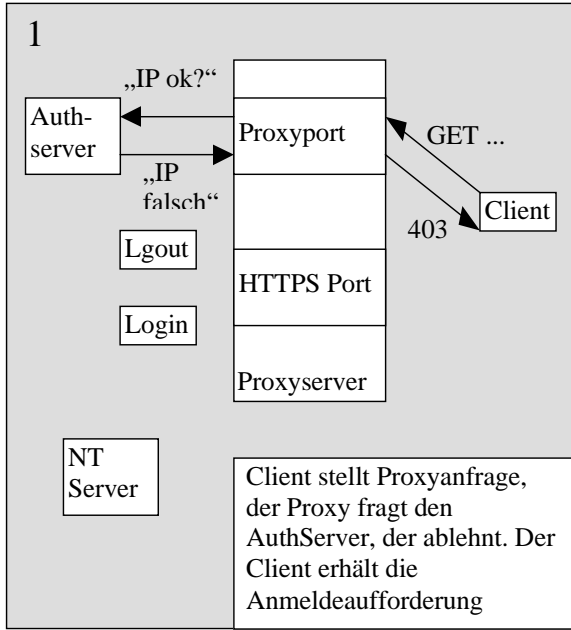 1
„IP ok?“
Auth-
server
Proxyport
GET ...
„IP
falsch“
Client
403
Lgout
HTTPS Port
Login
Proxyserver
NT
Server
Client stellt Proxyanfrage,
der Proxy fragt den
AuthServer, der ablehnt. Der
Client erhält die
Anmeldeaufforderung